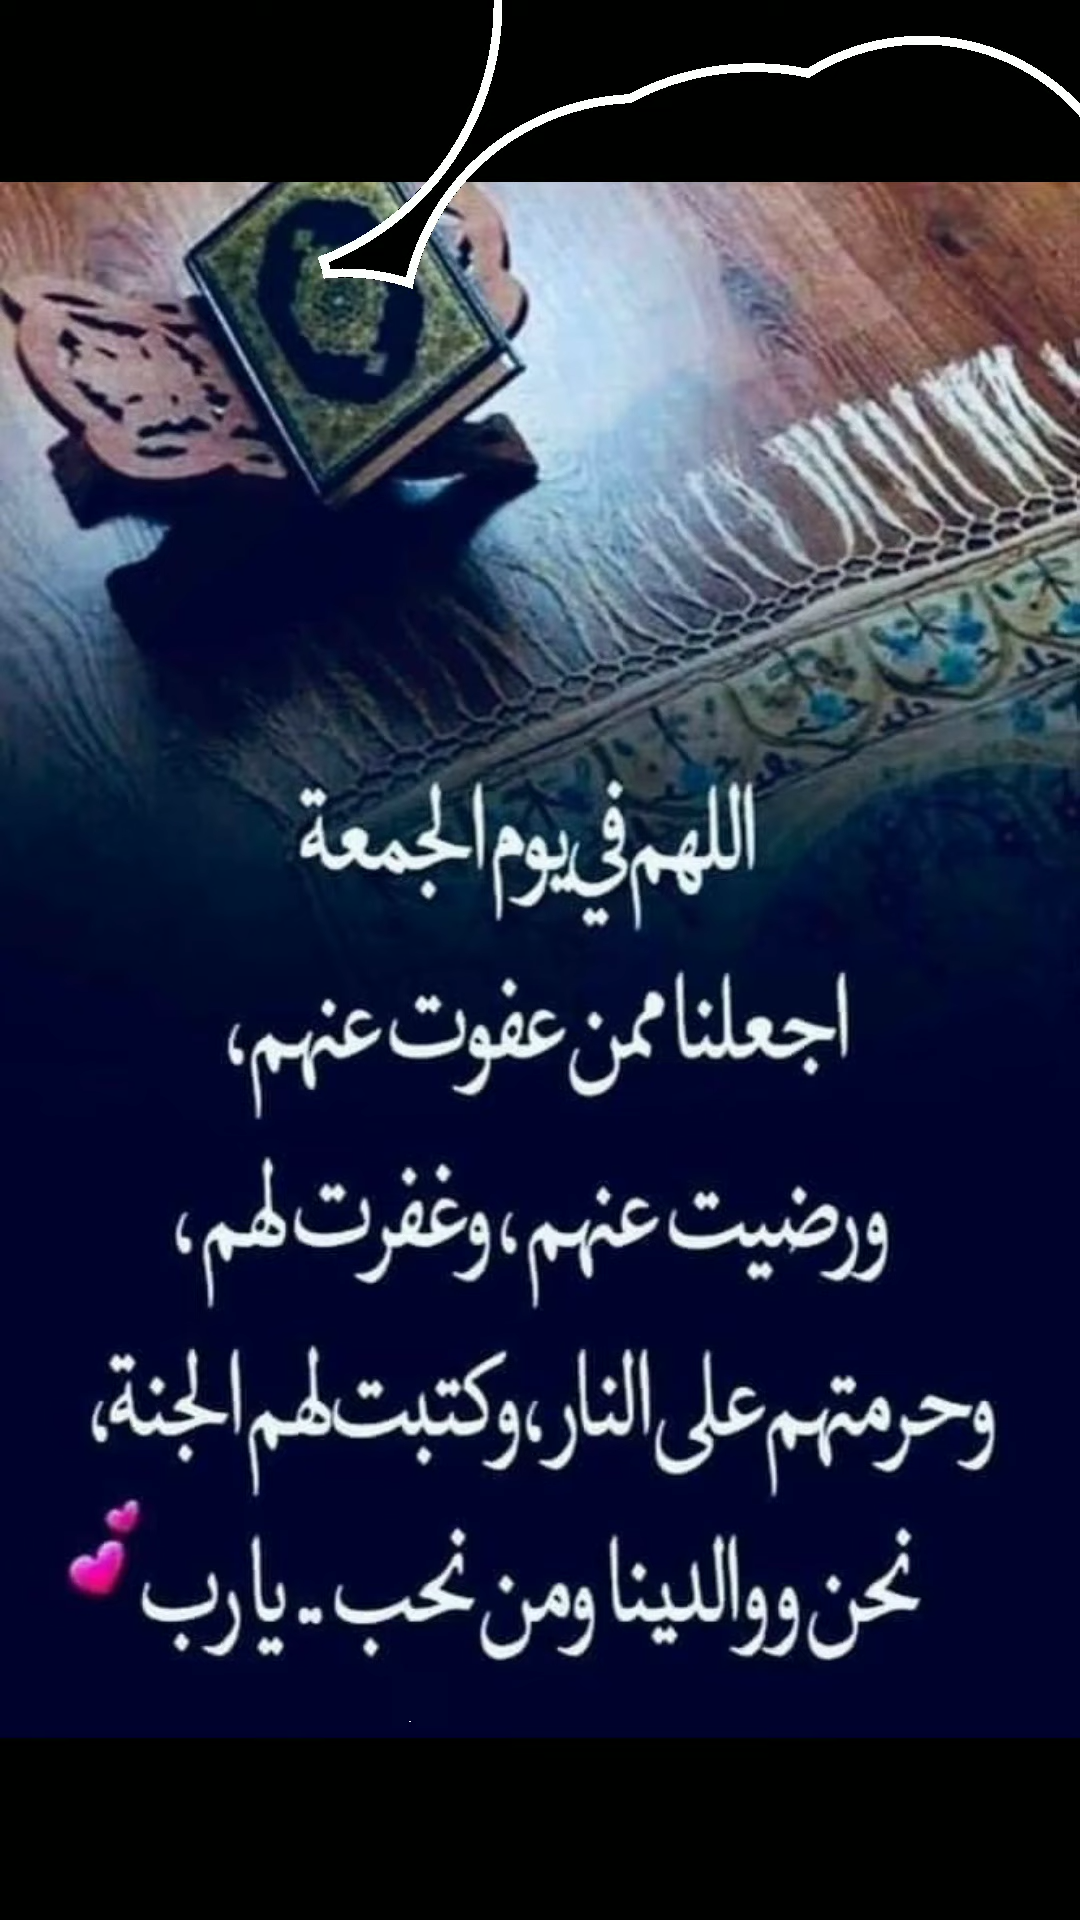 اللهم في يوم الجمعة
اجعلنا ممن عفوت عنهم،
ورضيت عنهم، وغفرت لهم،
وحرمتهم على النار، وكتبت لهم الجنة،
نحن ووالدينا ومن نحب .. يا رب 💕